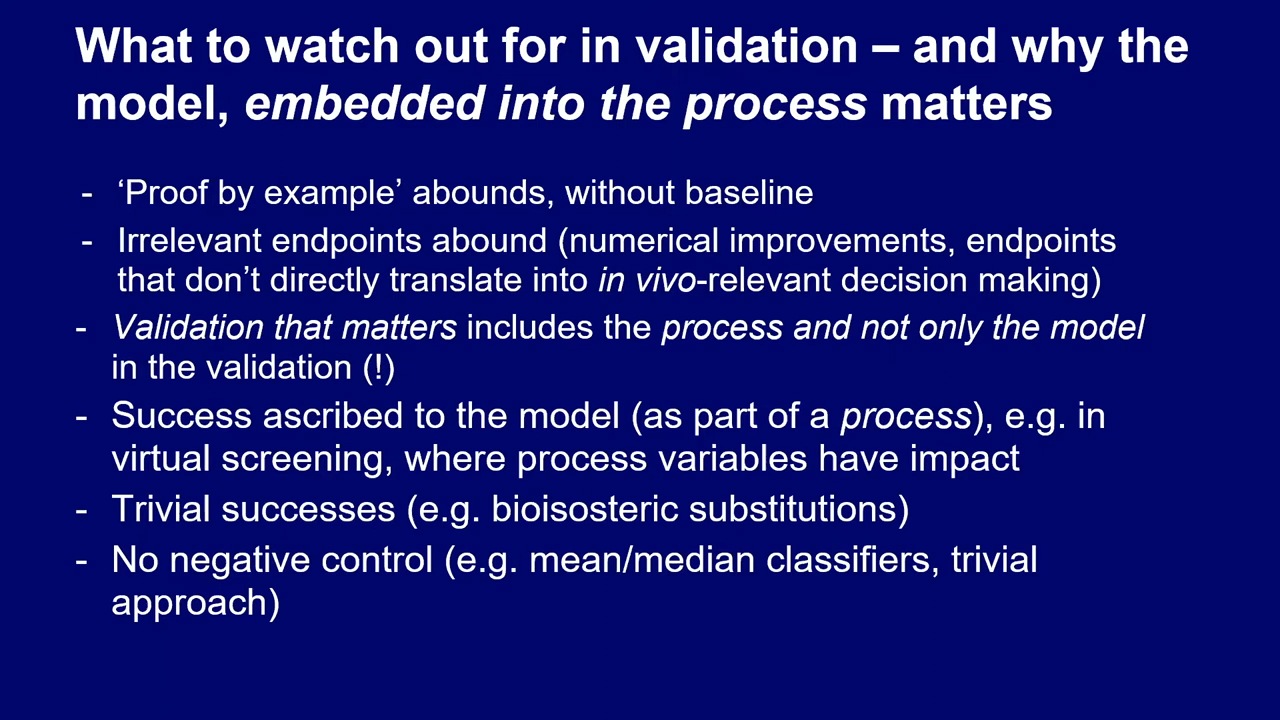 What to watch out for in validation – and why the
model, embedded into the process matters
- ‘Proof by example’ abounds, without baseline
- Irrelevant endpoints abound (numerical improvements, endpoints
that don’t directly translate into in vivo-relevant decision making)
- Validation that matters includes the process and not only the model
in the validation (!)
- Success ascribed to the model (as part of a process), e.g. in
virtual screening, where process variables have impact
- Trivial successes (e.g. bioisosteric substitutions)
- No negative control (e.g. mean/median classifiers, trivial
approach)